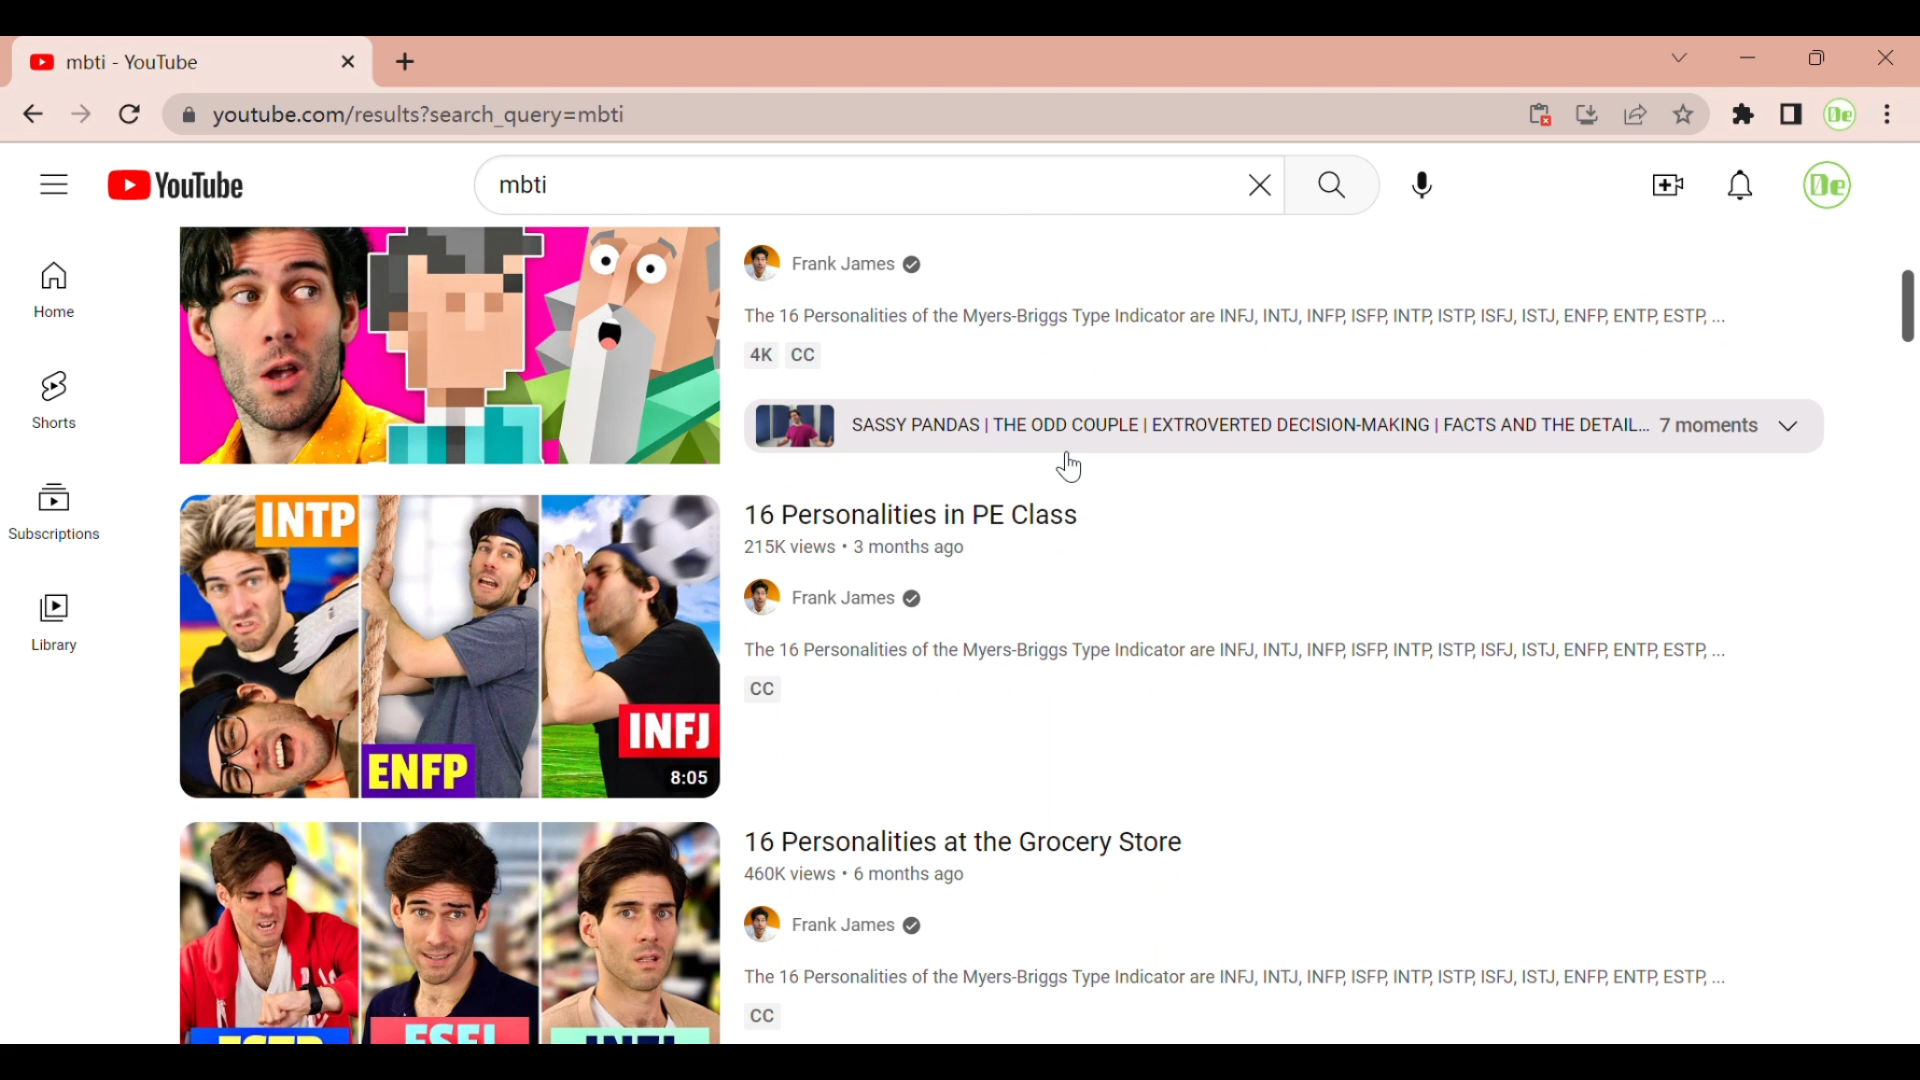 mbti - YouTube
youtube.com/results?search_query=mbti
De
YouTube
mbti
De
Home
Shorts
Subscriptions
Library
Frank James
The 16 Personalities of the Myers-Briggs Type Indicator are INFJ, INTJ, INFP, ISFP, INTP, ISTP, ISFJ, ISTJ, ENFP, ENTP, ESTP, ...
4K CC
SASSY PANDAS | THE ODD COUPLE | EXTROVERTED DECISION-MAKING | FACTS AND THE DETAIL... 7 moments
INTP
ENFP
INFJ
8:05
16 Personalities in PE Class
215K views • 3 months ago
Frank James
The 16 Personalities of the Myers-Briggs Type Indicator are INFJ, INTJ, INFP, ISFP, INTP, ISTP, ISFJ, ISTJ, ENFP, ENTP, ESTP, ...
CC
16 Personalities at the Grocery Store
460K views • 6 months ago
Frank James
The 16 Personalities of the Myers-Briggs Type Indicator are INFJ, INTJ, INFP, ISFP, INTP, ISTP, ISFJ, ISTJ, ENFP, ENTP, ESTP, ...
CC